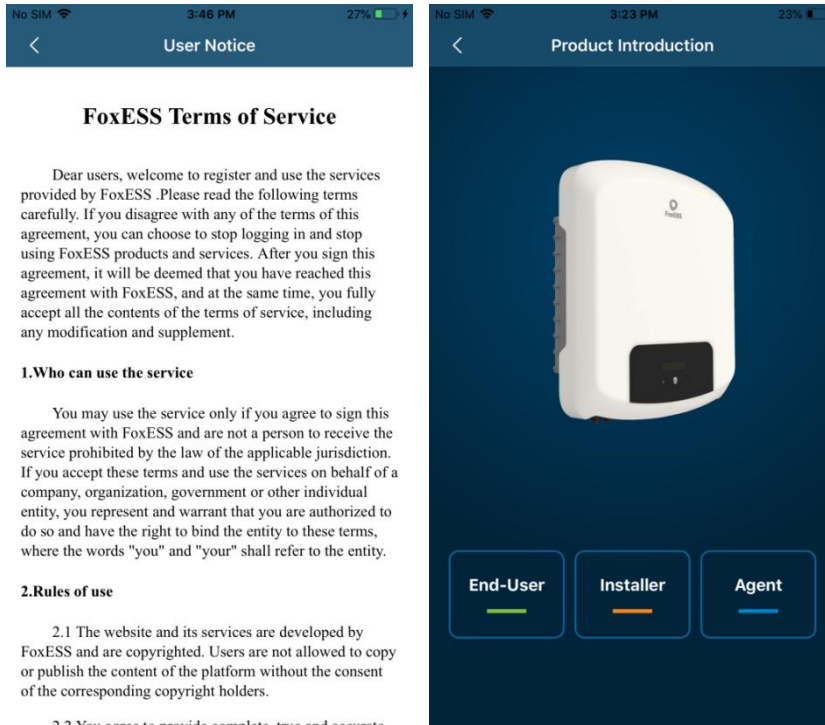 No SIM 3:46 PM 27%
User Notice
FoxESS Terms of Service
Dear users, welcome to register and use the services
provided by FoxESS .Please read the following terms
carefully. If you disagree with any of the terms of this
agreement, you can choose to stop logging in and stop
using FoxESS products and services. After you sign this
agreement, it will be deemed that you have reached this
agreement with FoxESS, and at the same time, you fully
accept all the contents of the terms of service, including
any modification and supplement.
1.Who can use the service
You may use the service only if you agree to sign this
agreement with FoxESS and are not a person to receive the
service prohibited by the law of the applicable jurisdiction.
If you accept these terms and use the services on behalf of a
company, organization, government or other individual
entity, you represent and warrant that you are authorized to
do so and have the right to bind the entity to these terms,
where the words "you" and "your" shall refer to the entity.
2.Rules of use
2.1 The website and its services are developed by
FoxESS and are copyrighted. Users are not allowed to copy
or publish the content of the platform without the consent
of the corresponding copyright holders.
2.2 You agree to provide complete, true and accurate
No SIM 3:23 PM 23%
Product Introduction
FoxESS
End-User Installer Agent